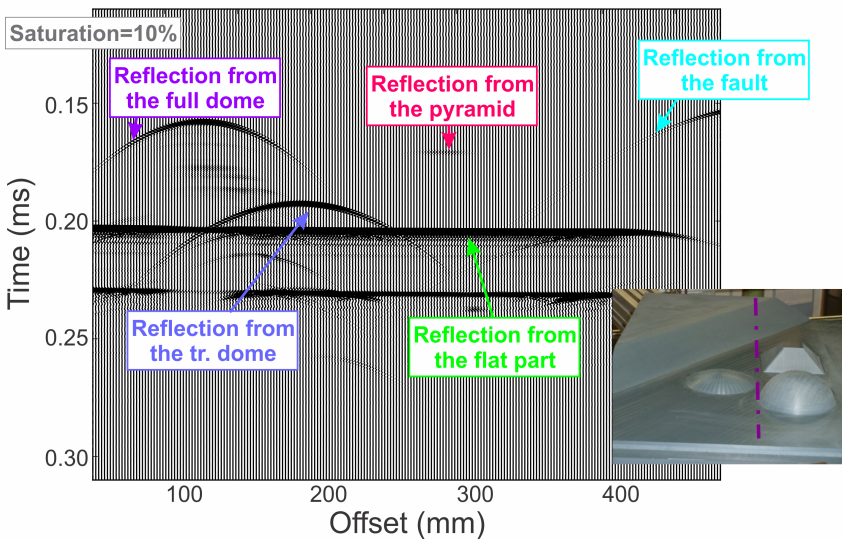 Saturation=10%
Reflection from
the full dome
Reflection from
the pyramid
Reflection from
the fault
0.15
0.20
0.25
0.30
Time (ms)
Reflection from
the tr. dome
Reflection from
the flat part
100
200
300
400
Offset (mm)